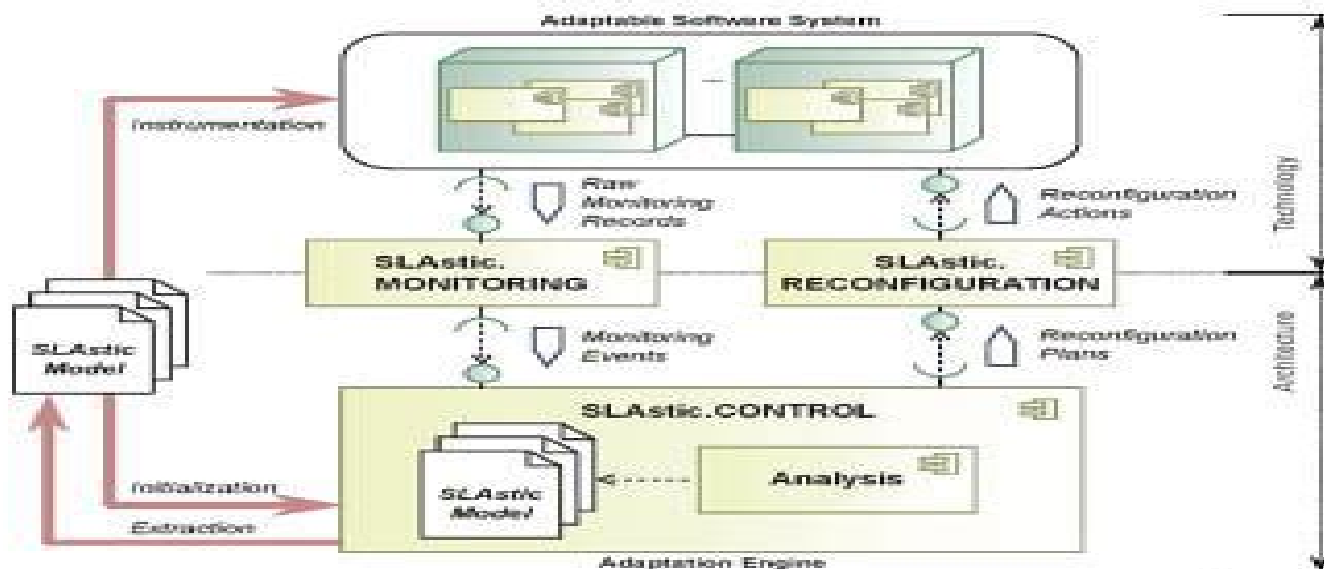 Adaptable Software System
Instrumentation
Raw
Monitoring
Records
Reconfiguration
Actions
Technology
SLAstic.
MONITORING
SLAstic.
RECONFIGURATION
SLAstic
Model
Monitoring
Events
Reconfiguration
Plans
Architecture
SLAstic.CONTROL
SLAstic
Model
Analysis
Initialization
Extraction
Adaptation Engine